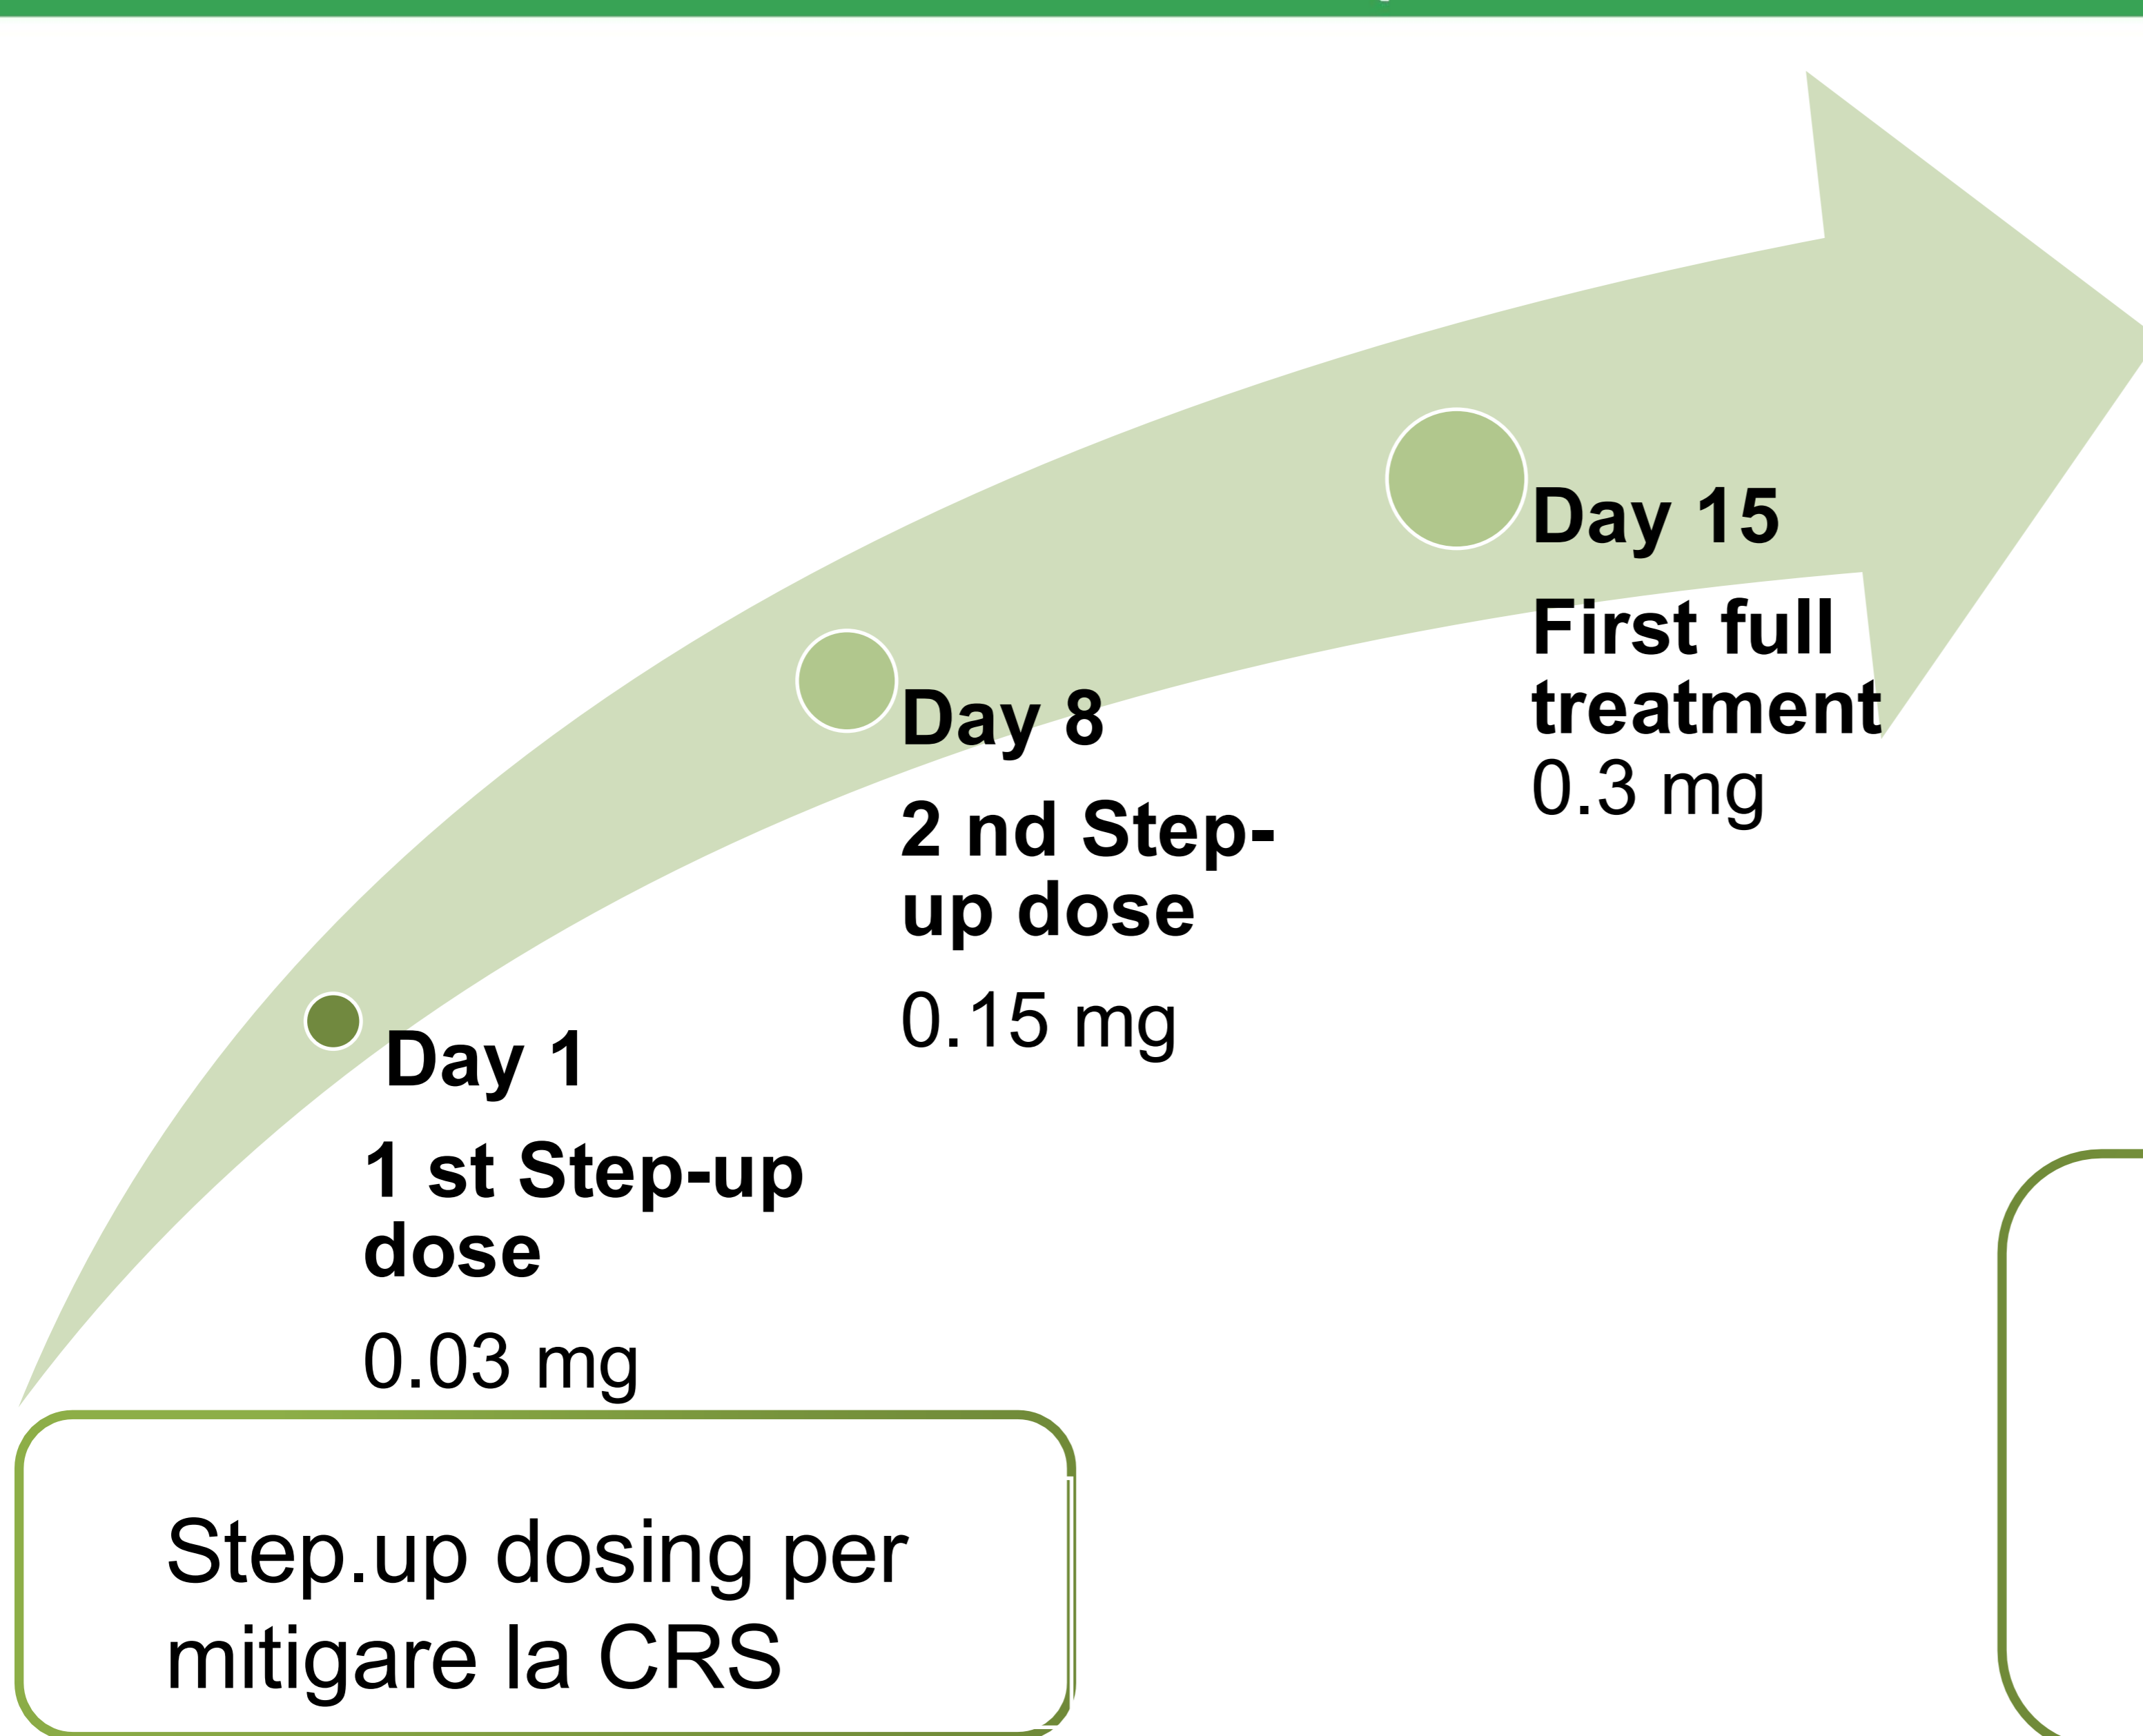 Day 1
1 st Step-up
dose
0.03 mg
Day 8
2 nd Step-
up dose
0.15 mg
Day 15
First full
treatment
0.3 mg
Step.up dosing per
mitigare la CRS